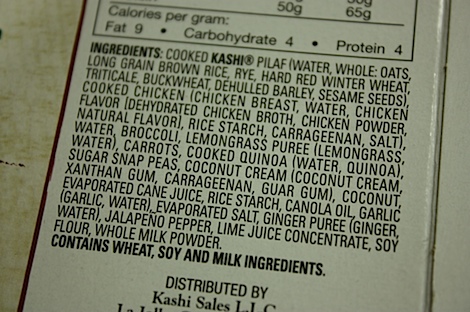 50g 65g
Calories per gram:
Fat 9 • Carbohydrate 4 • Protein 4
INGREDIENTS: COOKED KASHI® PILAF (WATER, WHOLE: OATS,
LONG GRAIN BROWN RICE, RYE, HARD RED WINTER WHEAT,
TRITICALE, BUCKWHEAT, DEHULLED BARLEY, SESAME SEEDS),
COOKED CHICKEN (CHICKEN BREAST, WATER, CHICKEN
FLAVOR (DEHYDRATED CHICKEN BROTH, CHICKEN POWDER,
NATURAL FLAVOR), RICE STARCH, CARRAGEENAN, SALT),
WATER, BROCCOLI, LEMONGRASS PUREE (LEMONGRASS,
WATER), CARROTS, COOKED QUINOA (WATER, QUINOA),
SUGAR SNAP PEAS, COCONUT CREAM (COCONUT CREAM,
XANTHAN GUM, CARRAGEENAN, GUAR GUM), COCONUT,
EVAPORATED CANE JUICE, RICE STARCH, CANOLA OIL, GARLIC
(GARLIC, WATER), EVAPORATED SALT, GINGER PUREE (GINGER,
WATER), JALAPEÑO PEPPER, LIME JUICE CONCENTRATE, SOY
FLOUR, WHOLE MILK POWDER.
CONTAINS WHEAT, SOY AND MILK INGREDIENTS.
DISTRIBUTED BY
Kashi Sales L.L.C.
La Jolla